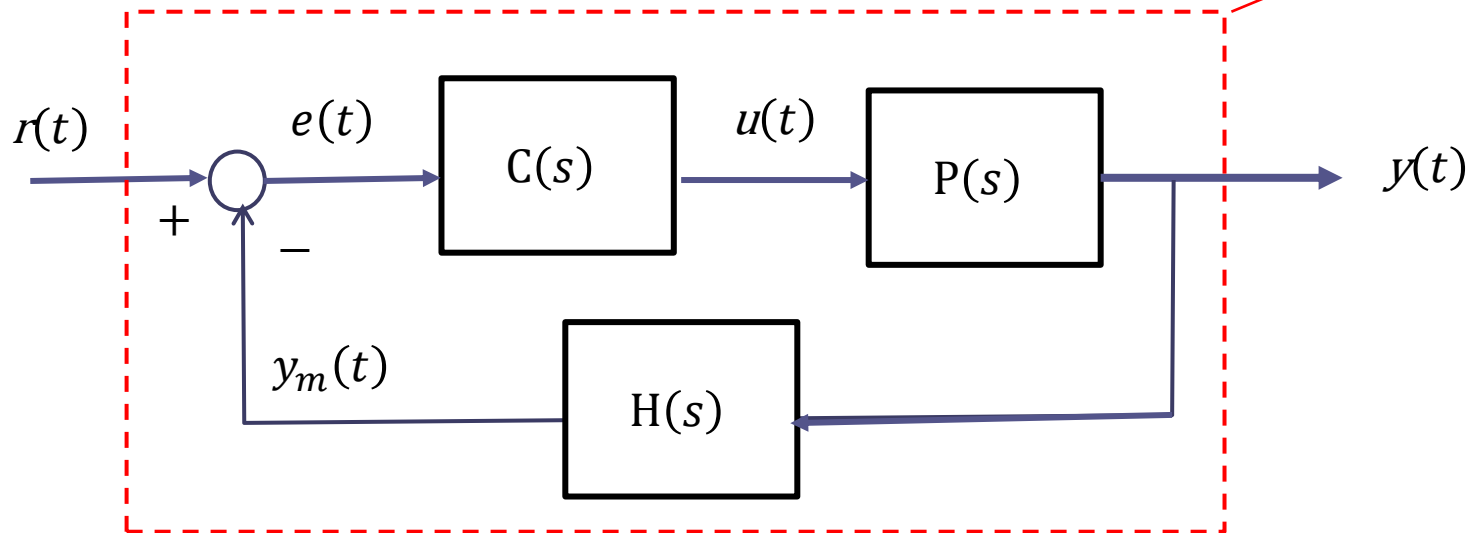 r(t)
e(t)
C(s)
u(t)
P(s)
y(t)
+
−
y_m(t)
H(s)